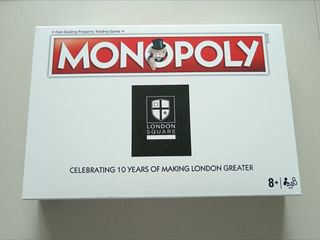 Fast-Dealing Property Trading Game
MONOPOLY
LONDON
SQUARE
CELEBRATING 10 YEARS OF MAKING LONDON GREATER
8+